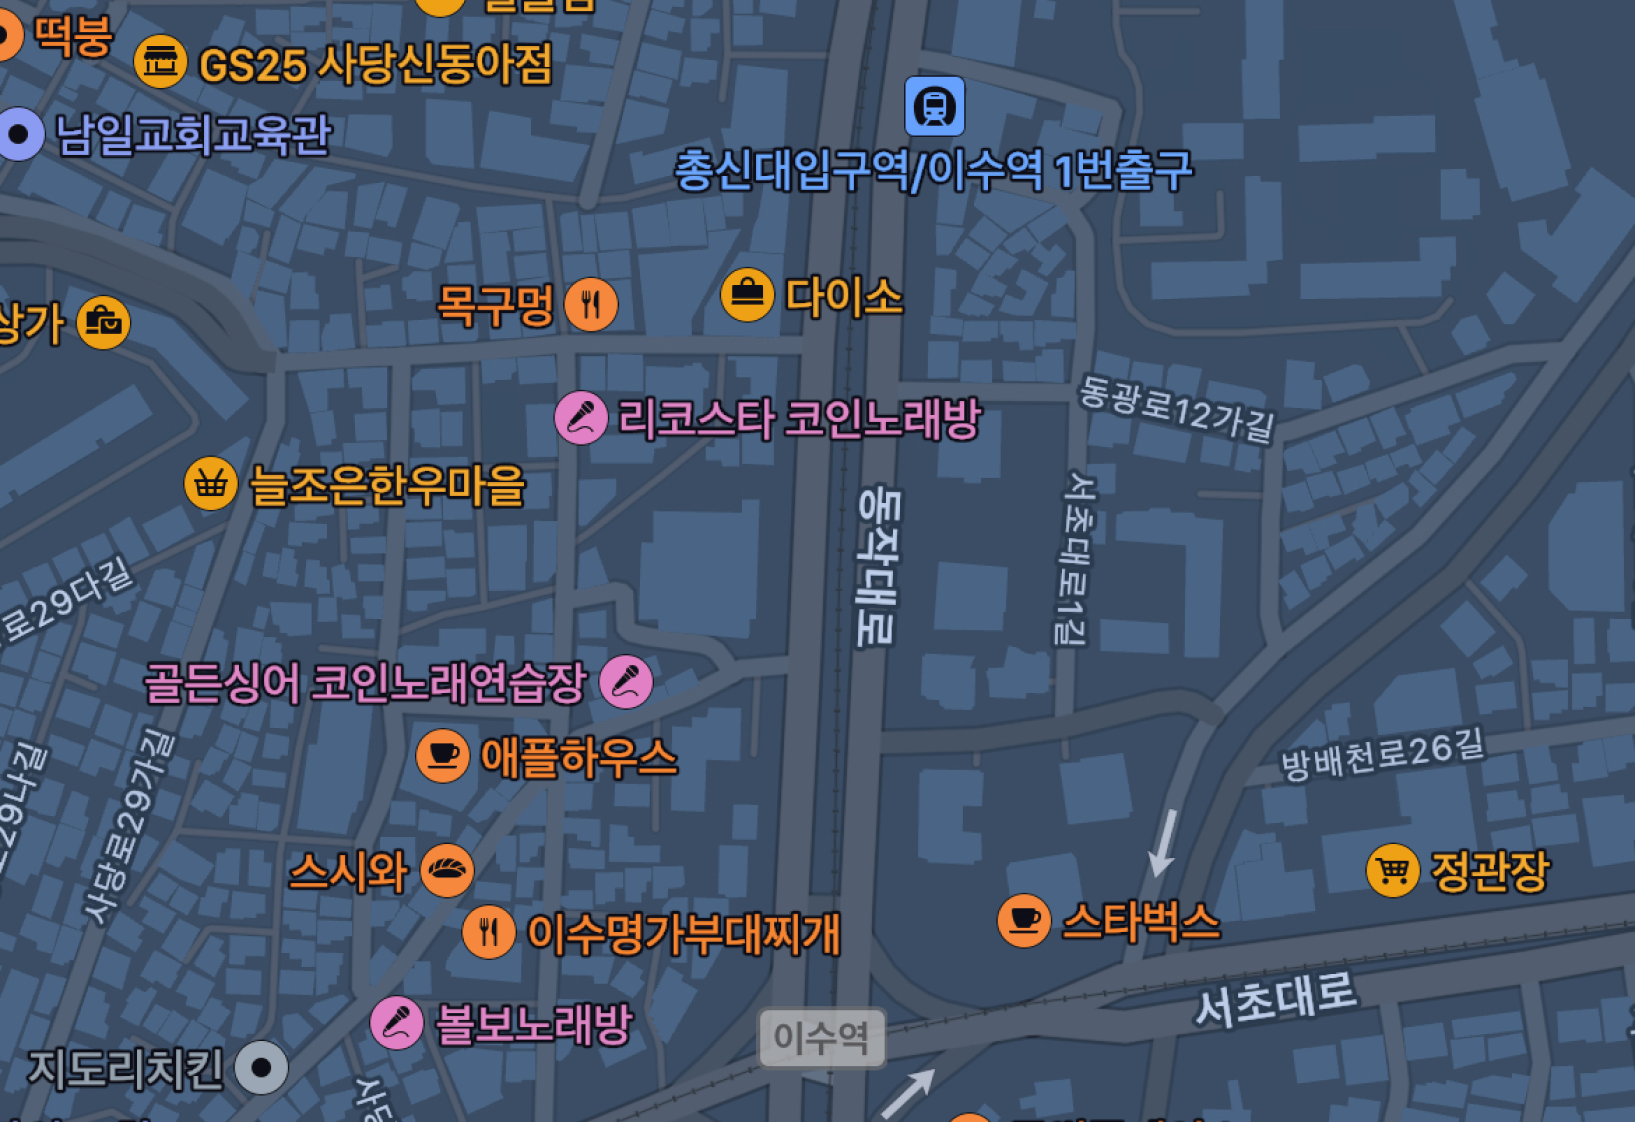 떡붕
GS25 사당신동아점
남일교회교육관
총신대입구역/이수역 1번출구
상가
목구멍
다이소
리코스타 코인노래방
동광로12가길
늘조은한우마을
서초대로1길
동작대로
로29다길
골든싱어 코인노래연습장
애플하우스
방배천로26길
29나길
사당로29가길
스시와
정관장
이수명가부대찌개
스타벅스
서초대로
볼보노래방
이수역
지도리치킨